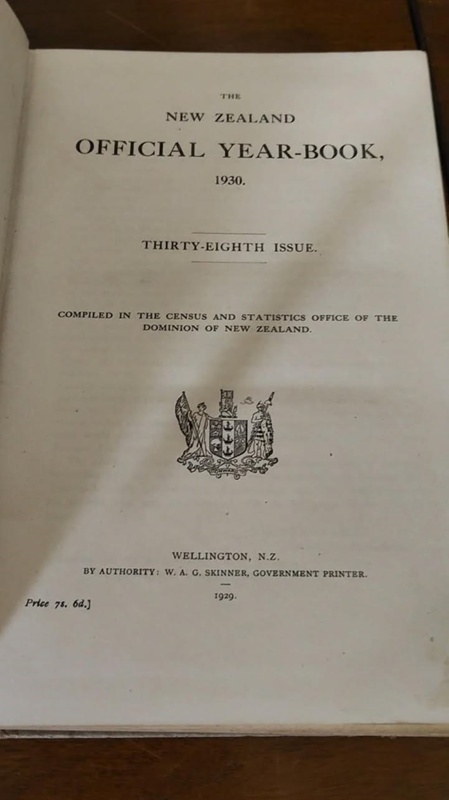 THE
NEW ZEALAND
OFFICIAL YEAR-BOOK,
1930.
THIRTY-EIGHTH ISSUE.
COMPILED IN THE CENSUS AND STATISTICS OFFICE OF THE
DOMINION OF NEW ZEALAND.
WELLINGTON, N.Z.
BY AUTHORITY: W. A. G. SKINNER, GOVERNMENT PRINTER.
1929.
Price 7s. 6d.]